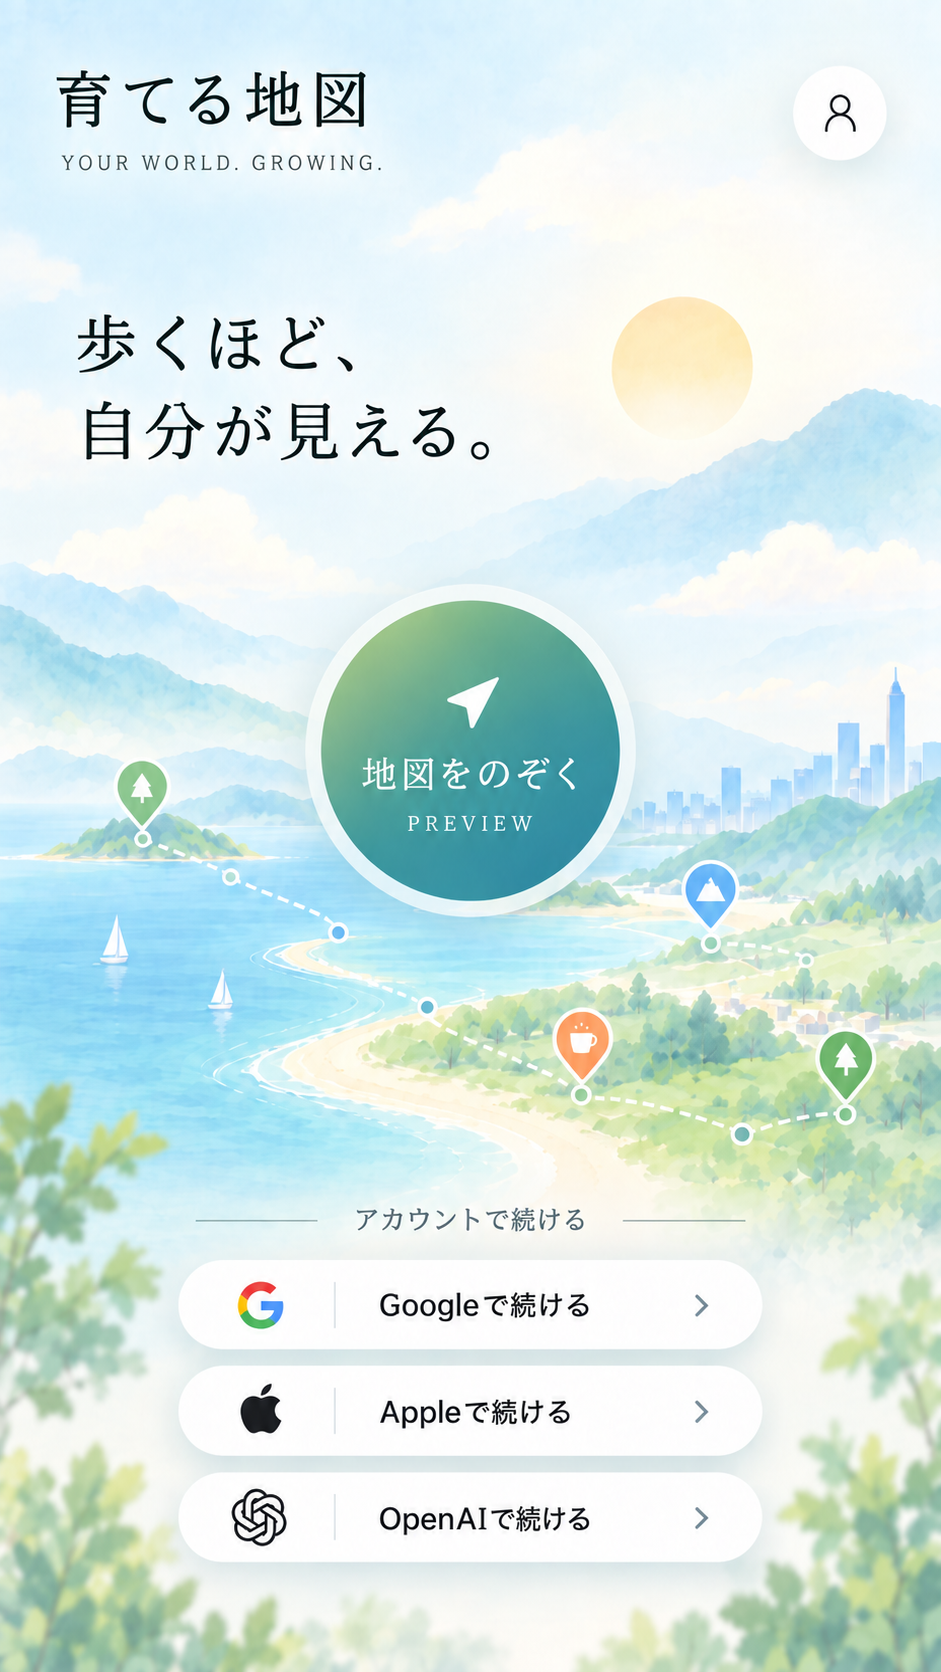 育てる地図
YOUR WORLD. GROWING.
歩くほど、
自分が見える。
地図をのぞく
PREVIEW
アカウントで続ける
Googleで続ける
Appleで続ける
OpenAIで続ける